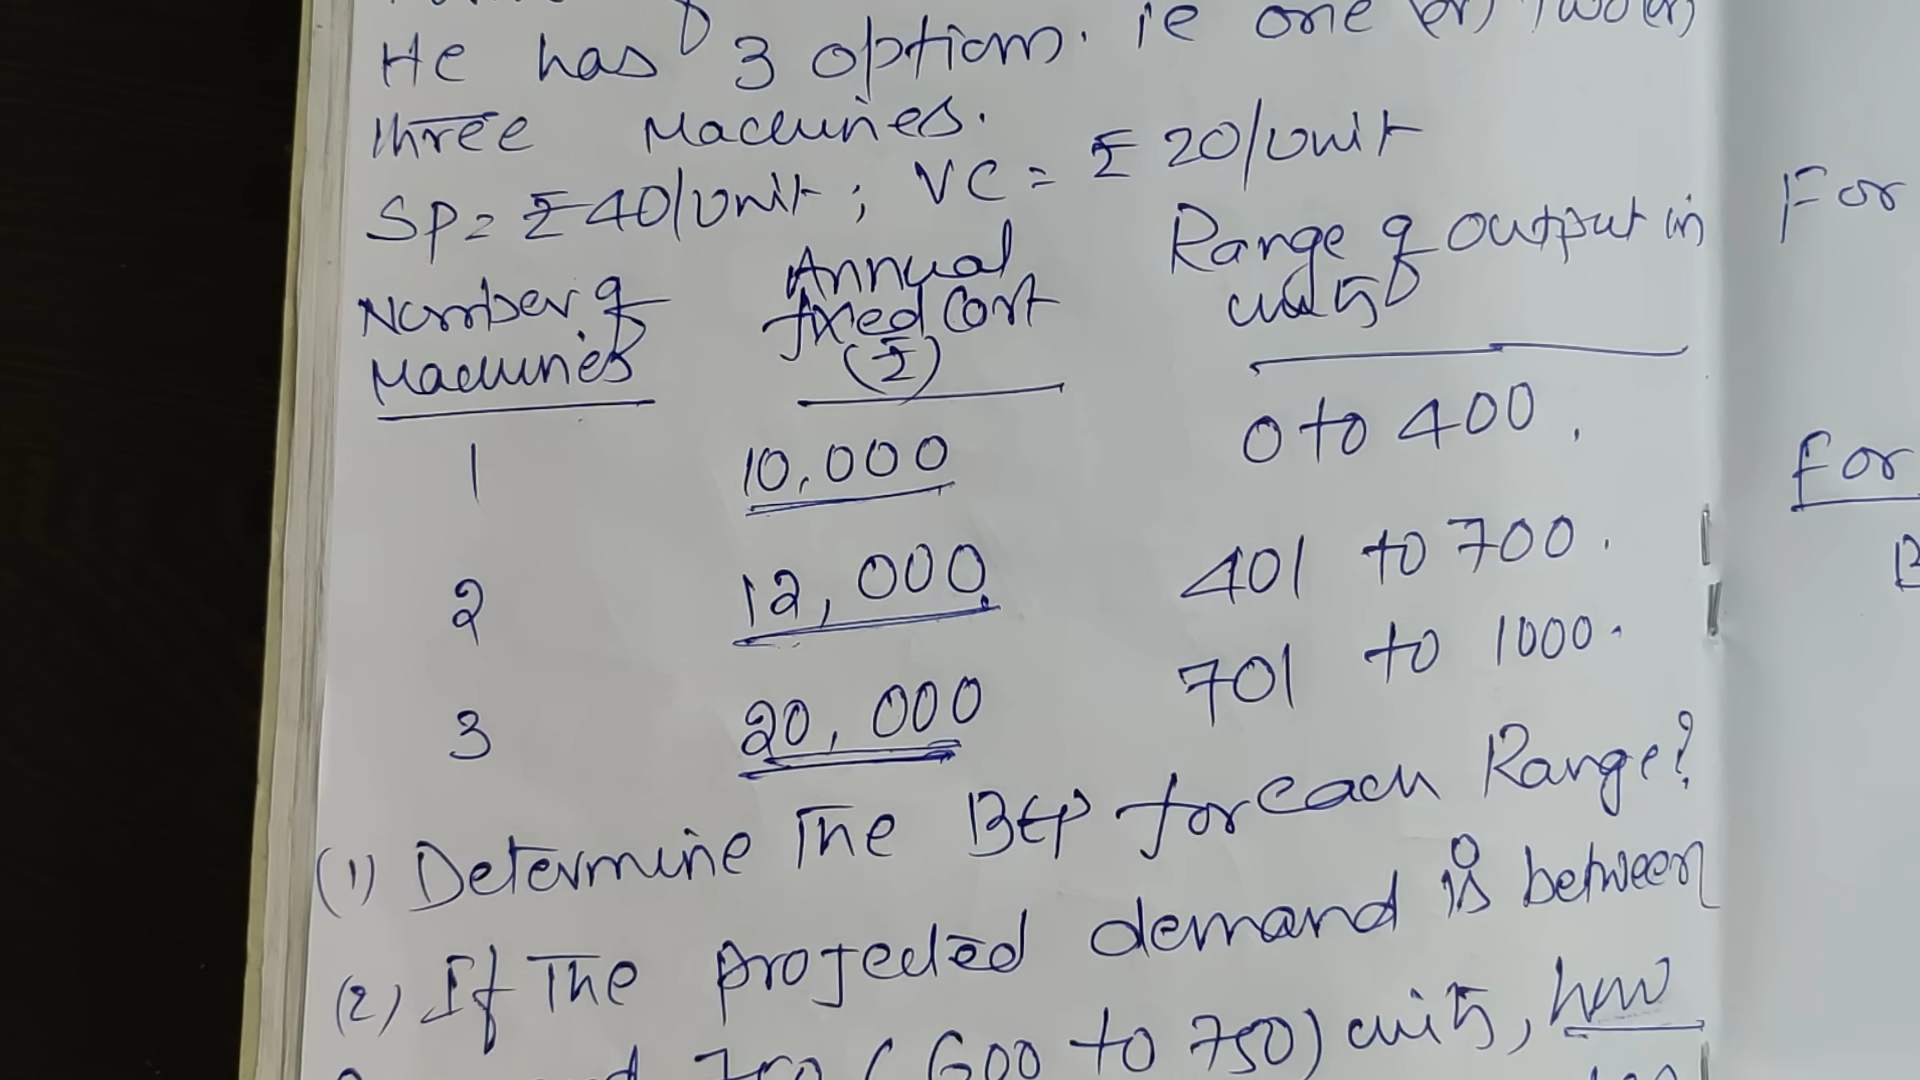 He has 3 options. ie one (or) Two (or)
three Machines.
SP = ₹40/Unit ; VC = ₹ 20/Unit
Number of Machines Annual fixed Cost (₹) Range of output in units
1 10,000 0 to 400.
2 12,000 401 to 700.
3 20,000 701 to 1000.
(1) Determine The BEP for each Range?
(2) If The projected demand is between
(600 to 750) units, how
For
For
B